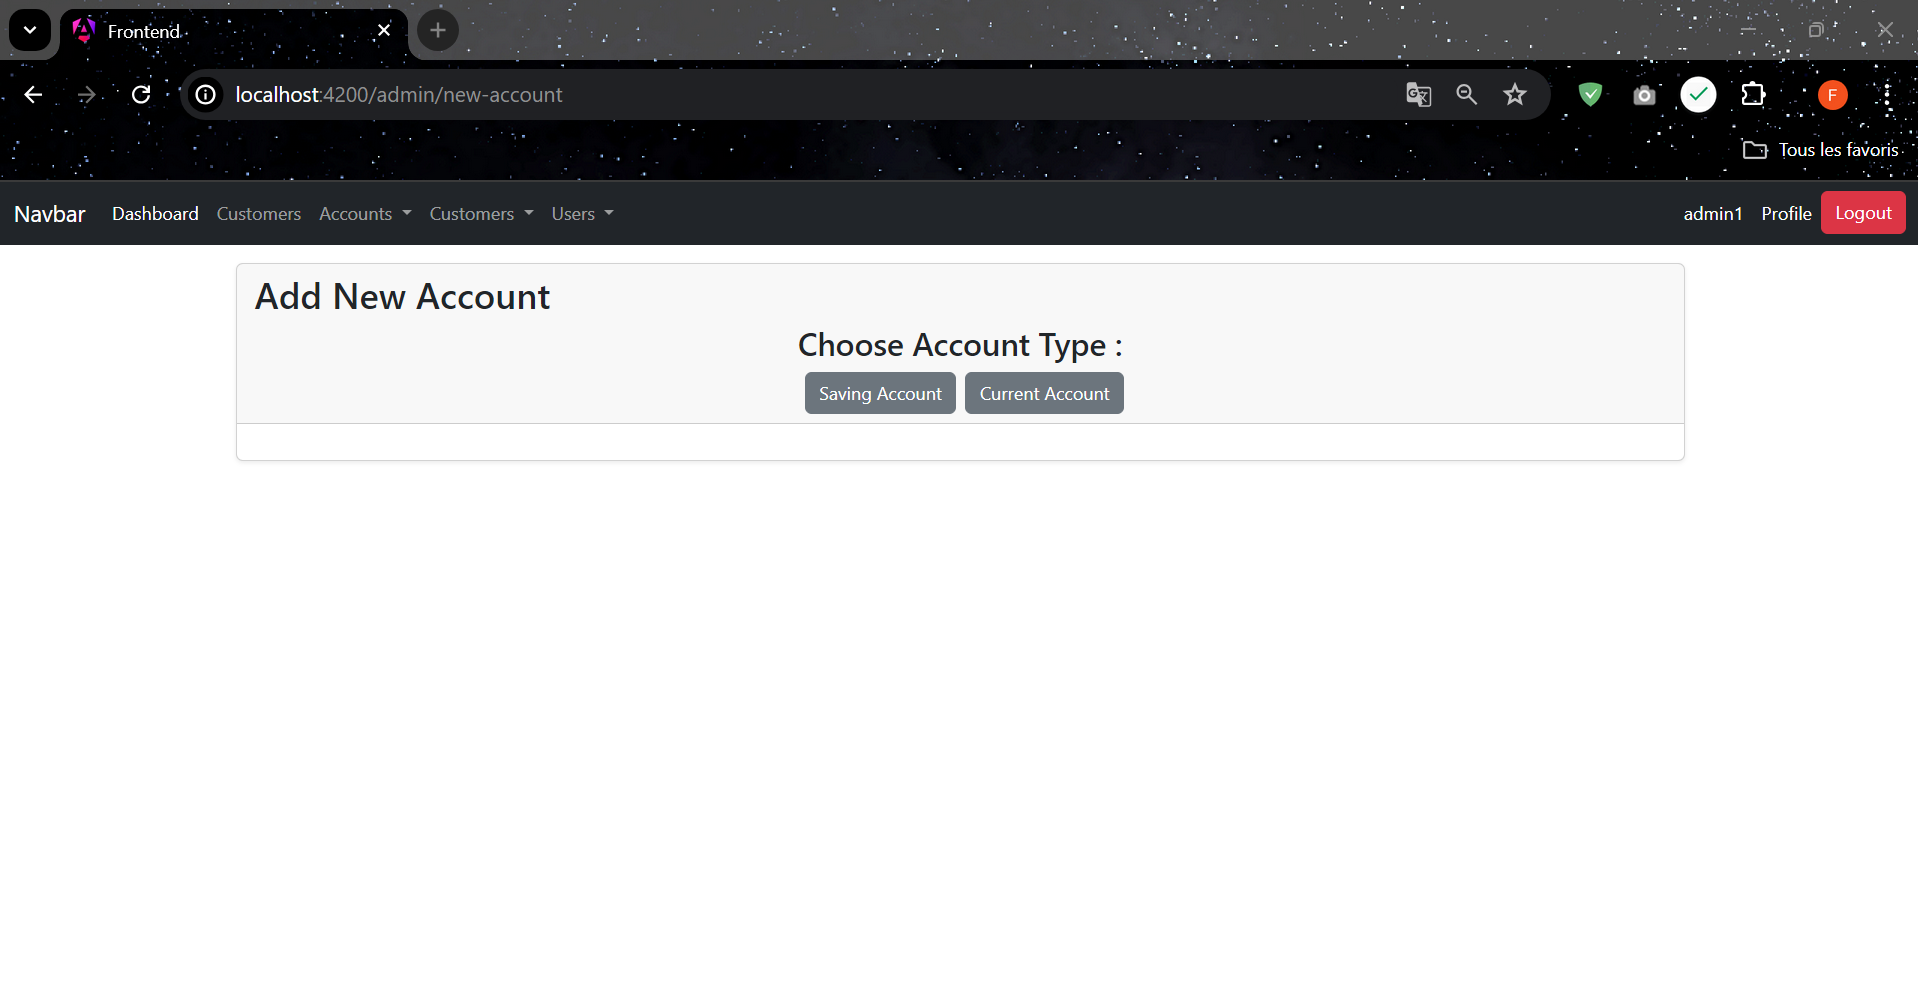 Frontend
localhost:4200/admin/new-account
F
Tous les favoris
Navbar Dashboard Customers Accounts Customers Users admin1 Profile Logout
Add New Account
Choose Account Type :
Saving Account Current Account